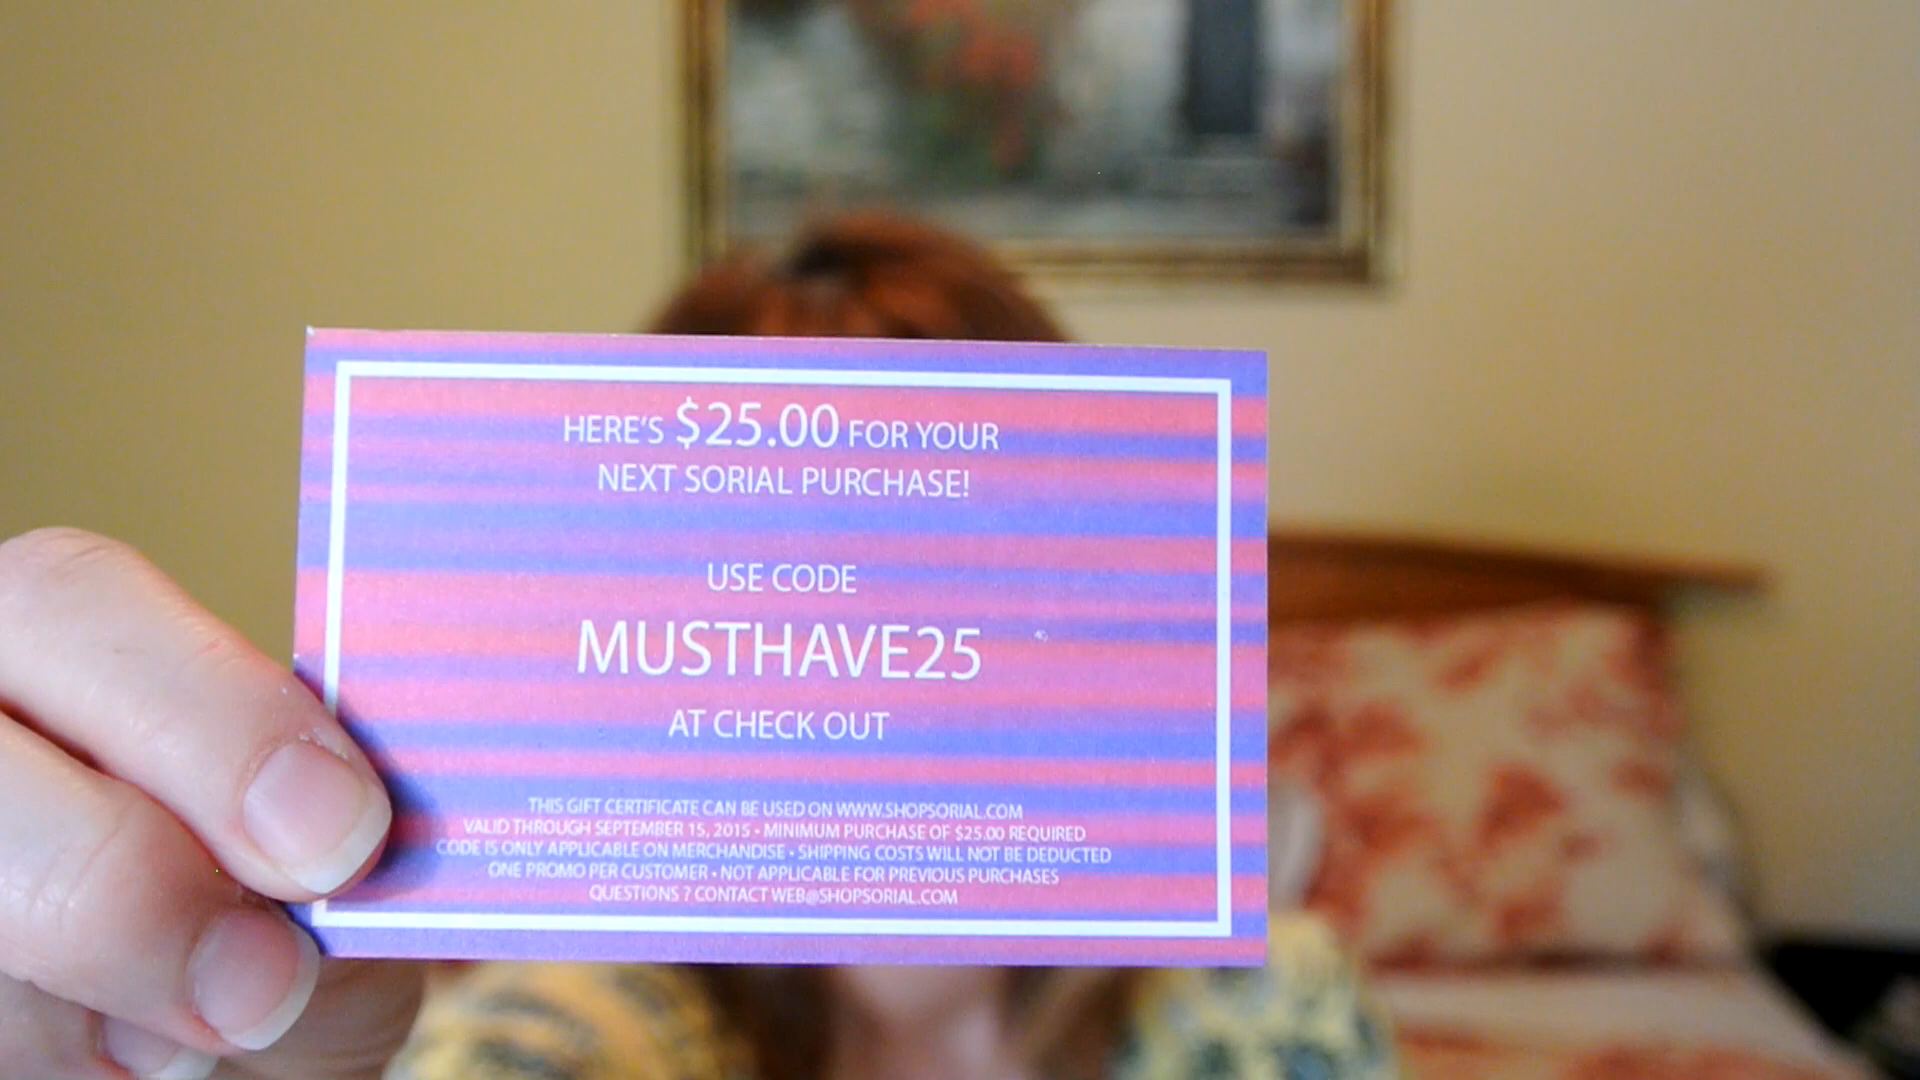 HERE'S $25.00 FOR YOUR
NEXT SORIAL PURCHASE!
USE CODE
MUSTHAVE25
AT CHECK OUT
THIS GIFT CERTIFICATE CAN BE USED ON WWW.SHOPSORIAL.COM
VALID THROUGH SEPTEMBER 15, 2015 • MINIMUM PURCHASE OF $25.00 REQUIRED
CODE IS ONLY APPLICABLE ON MERCHANDISE • SHIPPING COSTS WILL NOT BE DEDUCTED
ONE PROMO PER CUSTOMER • NOT APPLICABLE FOR PREVIOUS PURCHASES
QUESTIONS ? CONTACT WEB@SHOPSORIAL.COM